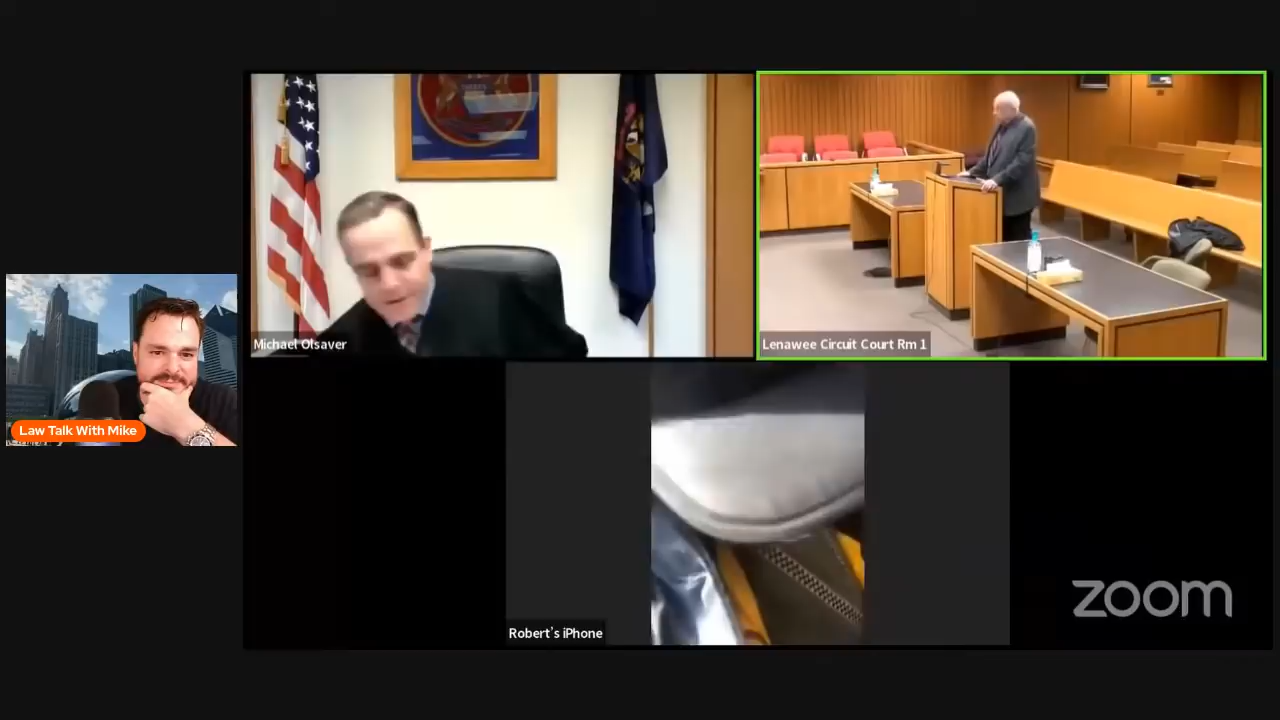 Michael Olsaver
Lenawee Circuit Court Rm 1
Law Talk With Mike
Robert's iPhone
zoom